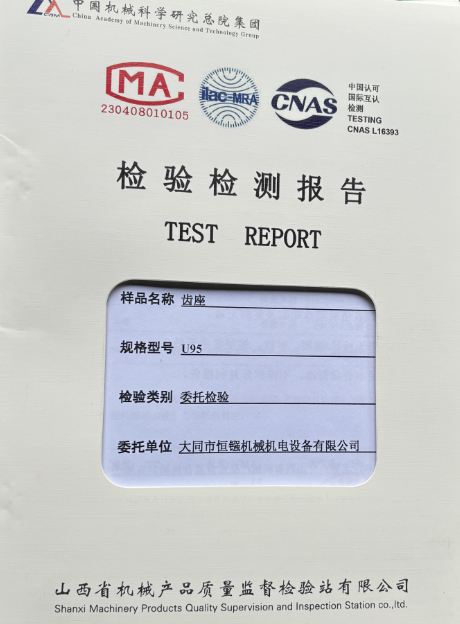 中国机械科学研究总院集团
China Academy of Machinery Science and Technology Group
MA
230408010105
ilac-MRA
CNAS
中国认可
国际互认
检测
TESTING
CNAS L16393
检验检测报告
TEST REPORT
样品名称 齿座
规格型号 U95
检验类别 委托检验
委托单位 大同市恒镪机械机电设备有限公司
山西省机械产品质量监督检验站有限公司
Shanxi Machinery Products Quality Supervision and Inspection Station co.,ltd.